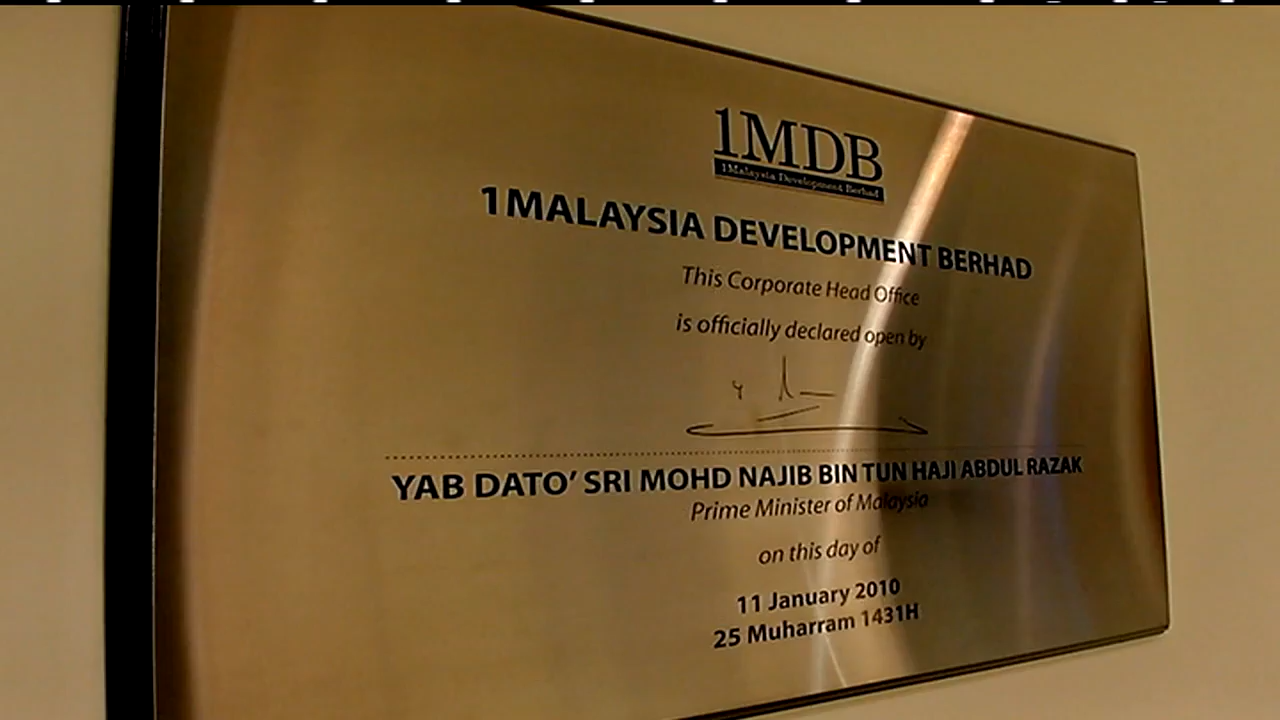 1MDB
1Malaysia Development Berhad
1MALAYSIA DEVELOPMENT BERHAD
This Corporate Head Office
is officially declared open by
YAB DATO' SRI MOHD NAJIB BIN TUN HAJI ABDUL RAZAK
Prime Minister of Malaysia
on this day of
11 January 2010
25 Muharram 1431H